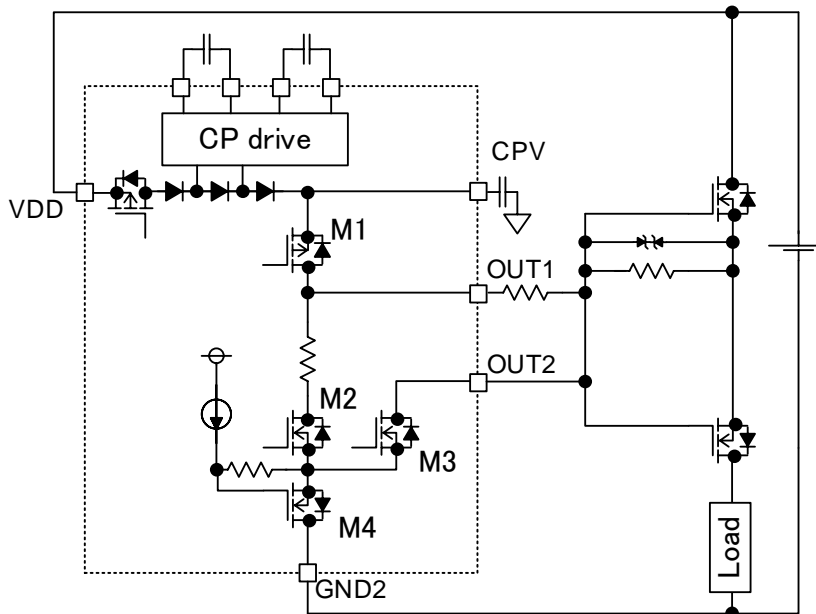 CP drive
CPV
VDD
M1
OUT1
OUT2
M2
M3
M4
GND2
Load